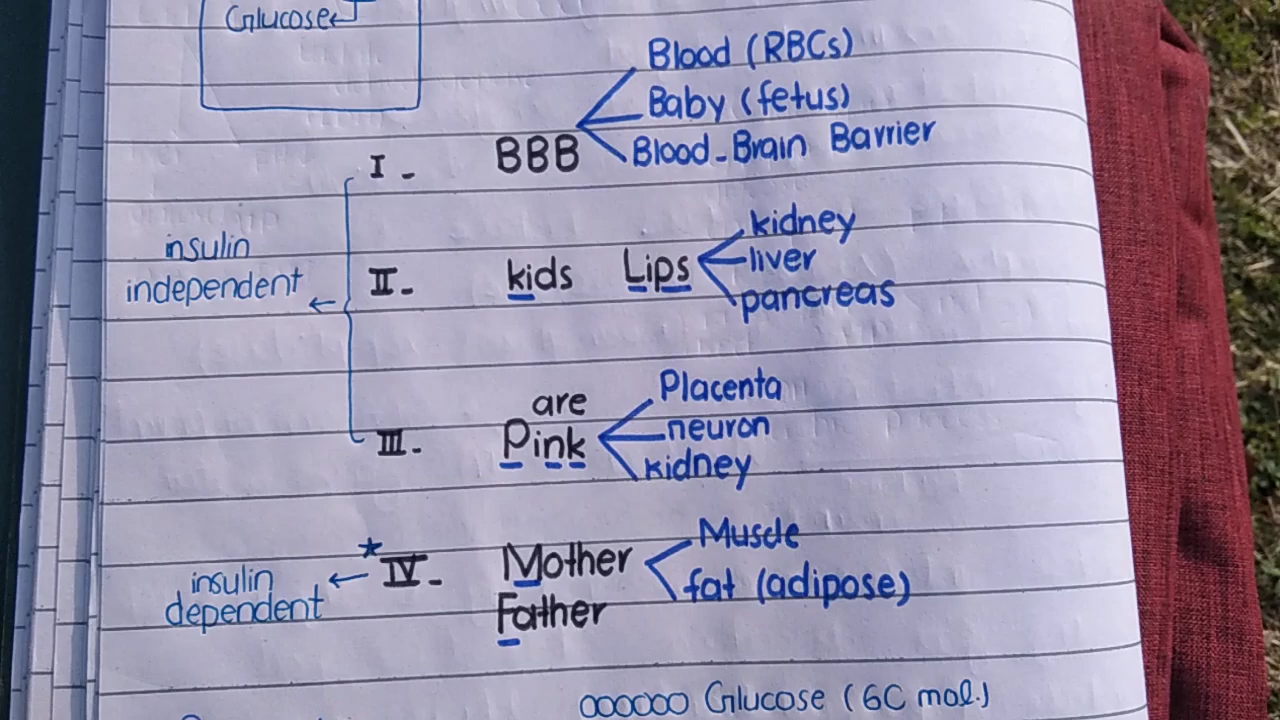 Glucose
I - BBB
Blood (RBCs)
Baby (fetus)
Blood-Brain Barrier
insulin
independent
II - kids Lips
kidney
liver
pancreas
III. are
Pink
Placenta
neuron
kidney
insulin
dependent
★ IV - Mother
Father
Muscle
fat (adipose)
oooooo Glucose (6C mol.)